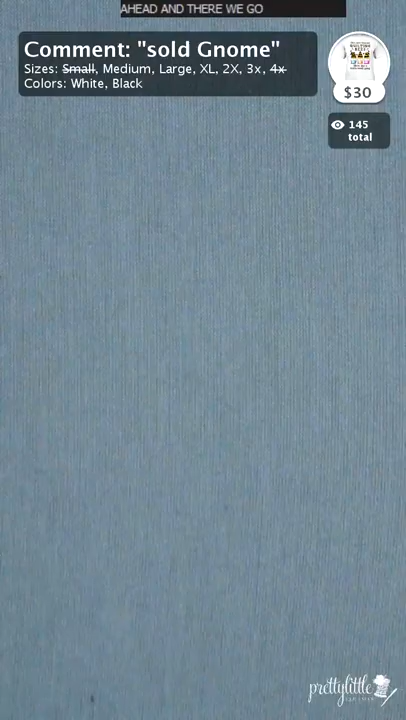 AHEAD AND THERE WE GO
Comment: "sold Gnome"
Sizes: Small, Medium, Large, XL, 2X, 3x, 4x
Colors: White, Black
$30
145
total
prettylittle